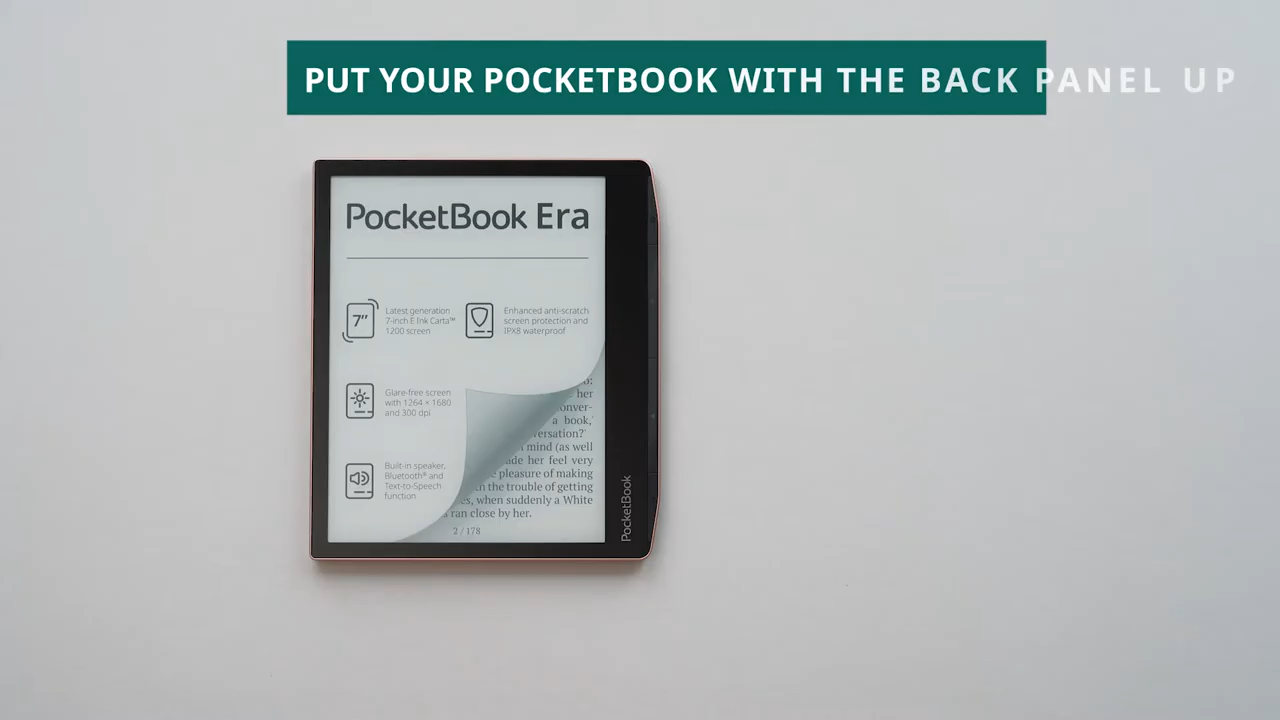 PUT YOUR POCKETBOOK WITH THE BACK PANEL UP
PocketBook Era
7”
Latest generation
7-inch E Ink Carta™
1200 screen
Enhanced anti-scratch
screen protection and
IPX8 waterproof
Glare-free screen
with 1264 × 1680
and 300 dpi
Built-in speaker,
Bluetooth® and
Text-to-Speech
function
her
a book,'
mind (as well
her feel very
pleasure of making
the trouble of getting
when suddenly a White
ran close by her.
2 / 178
PocketBook